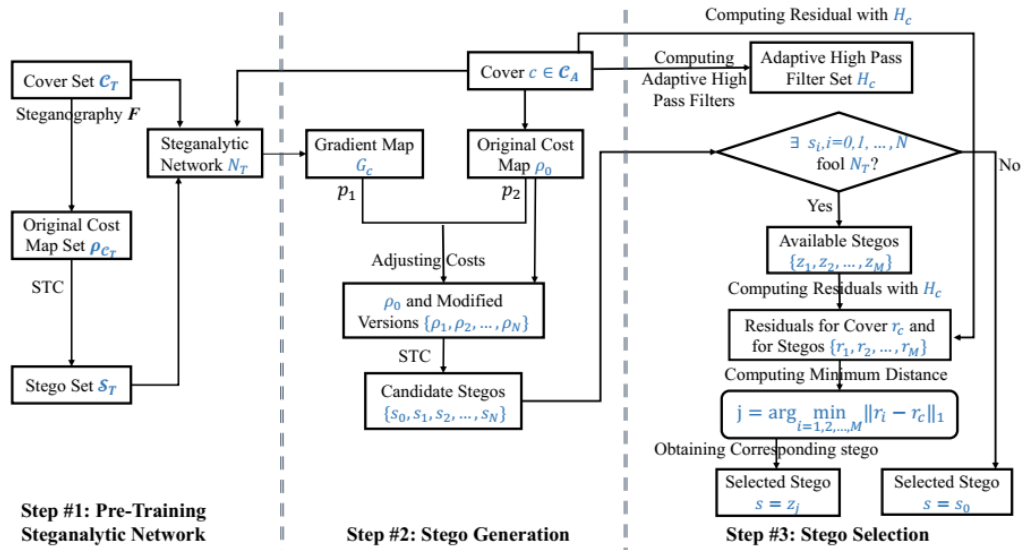 Computing Residual with H_c
Cover Set C_T
Steganography F
Steganalytic
Network N_T
Original Cost
Map Set ρ_{C_T}
STC
Stego Set S_T
Step #1: Pre-Training
Steganalytic Network
Cover c ∈ C_A
Gradient Map
G_c
Original Cost
Map ρ_0
p_1
p_2
Adjusting Costs
ρ_0 and Modified
Versions {ρ_1, ρ_2, ..., ρ_N}
STC
Candidate Stegos
{s_0, s_1, s_2, ..., s_N}
Step #2: Stego Generation
Computing
Adaptive High
Pass Filters
Adaptive High Pass
Filter Set H_c
∃ s_i, i=0,1, ..., N
fool N_T?
No
Yes
Available Stegos
{z_1, z_2, ..., z_M}
Computing Residuals with H_c
Residuals for Cover r_c and
for Stegos {r_1, r_2, ..., r_M}
Computing Minimum Distance
j = arg min_{i=1,2,...,M} ‖r_i − r_c‖_1
Obtaining Corresponding stego
Selected Stego
s = z_j
Selected Stego
s = s_0
Step #3: Stego Selection